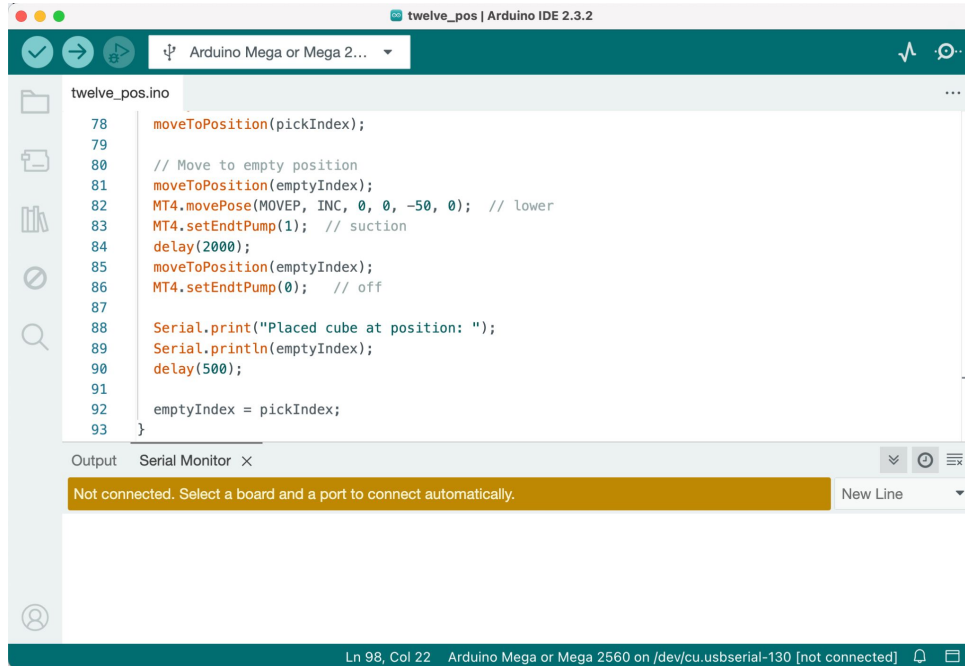 twelve_pos | Arduino IDE 2.3.2
Arduino Mega or Mega 2...
twelve_pos.ino
78 moveToPosition(pickIndex);
79
80 // Move to empty position
81 moveToPosition(emptyIndex);
82 MT4.movePose(MOVEP, INC, 0, 0, -50, 0);  // lower
83 MT4.setEndtPump(1);  // suction
84 delay(2000);
85 moveToPosition(emptyIndex);
86 MT4.setEndtPump(0);   // off
87
88 Serial.print("Placed cube at position: ");
89 Serial.println(emptyIndex);
90 delay(500);
91
92 emptyIndex = pickIndex;
93 }
Output Serial Monitor
Not connected. Select a board and a port to connect automatically.
New Line
Ln 98, Col 22 Arduino Mega or Mega 2560 on /dev/cu.usbserial-130 [not connected]